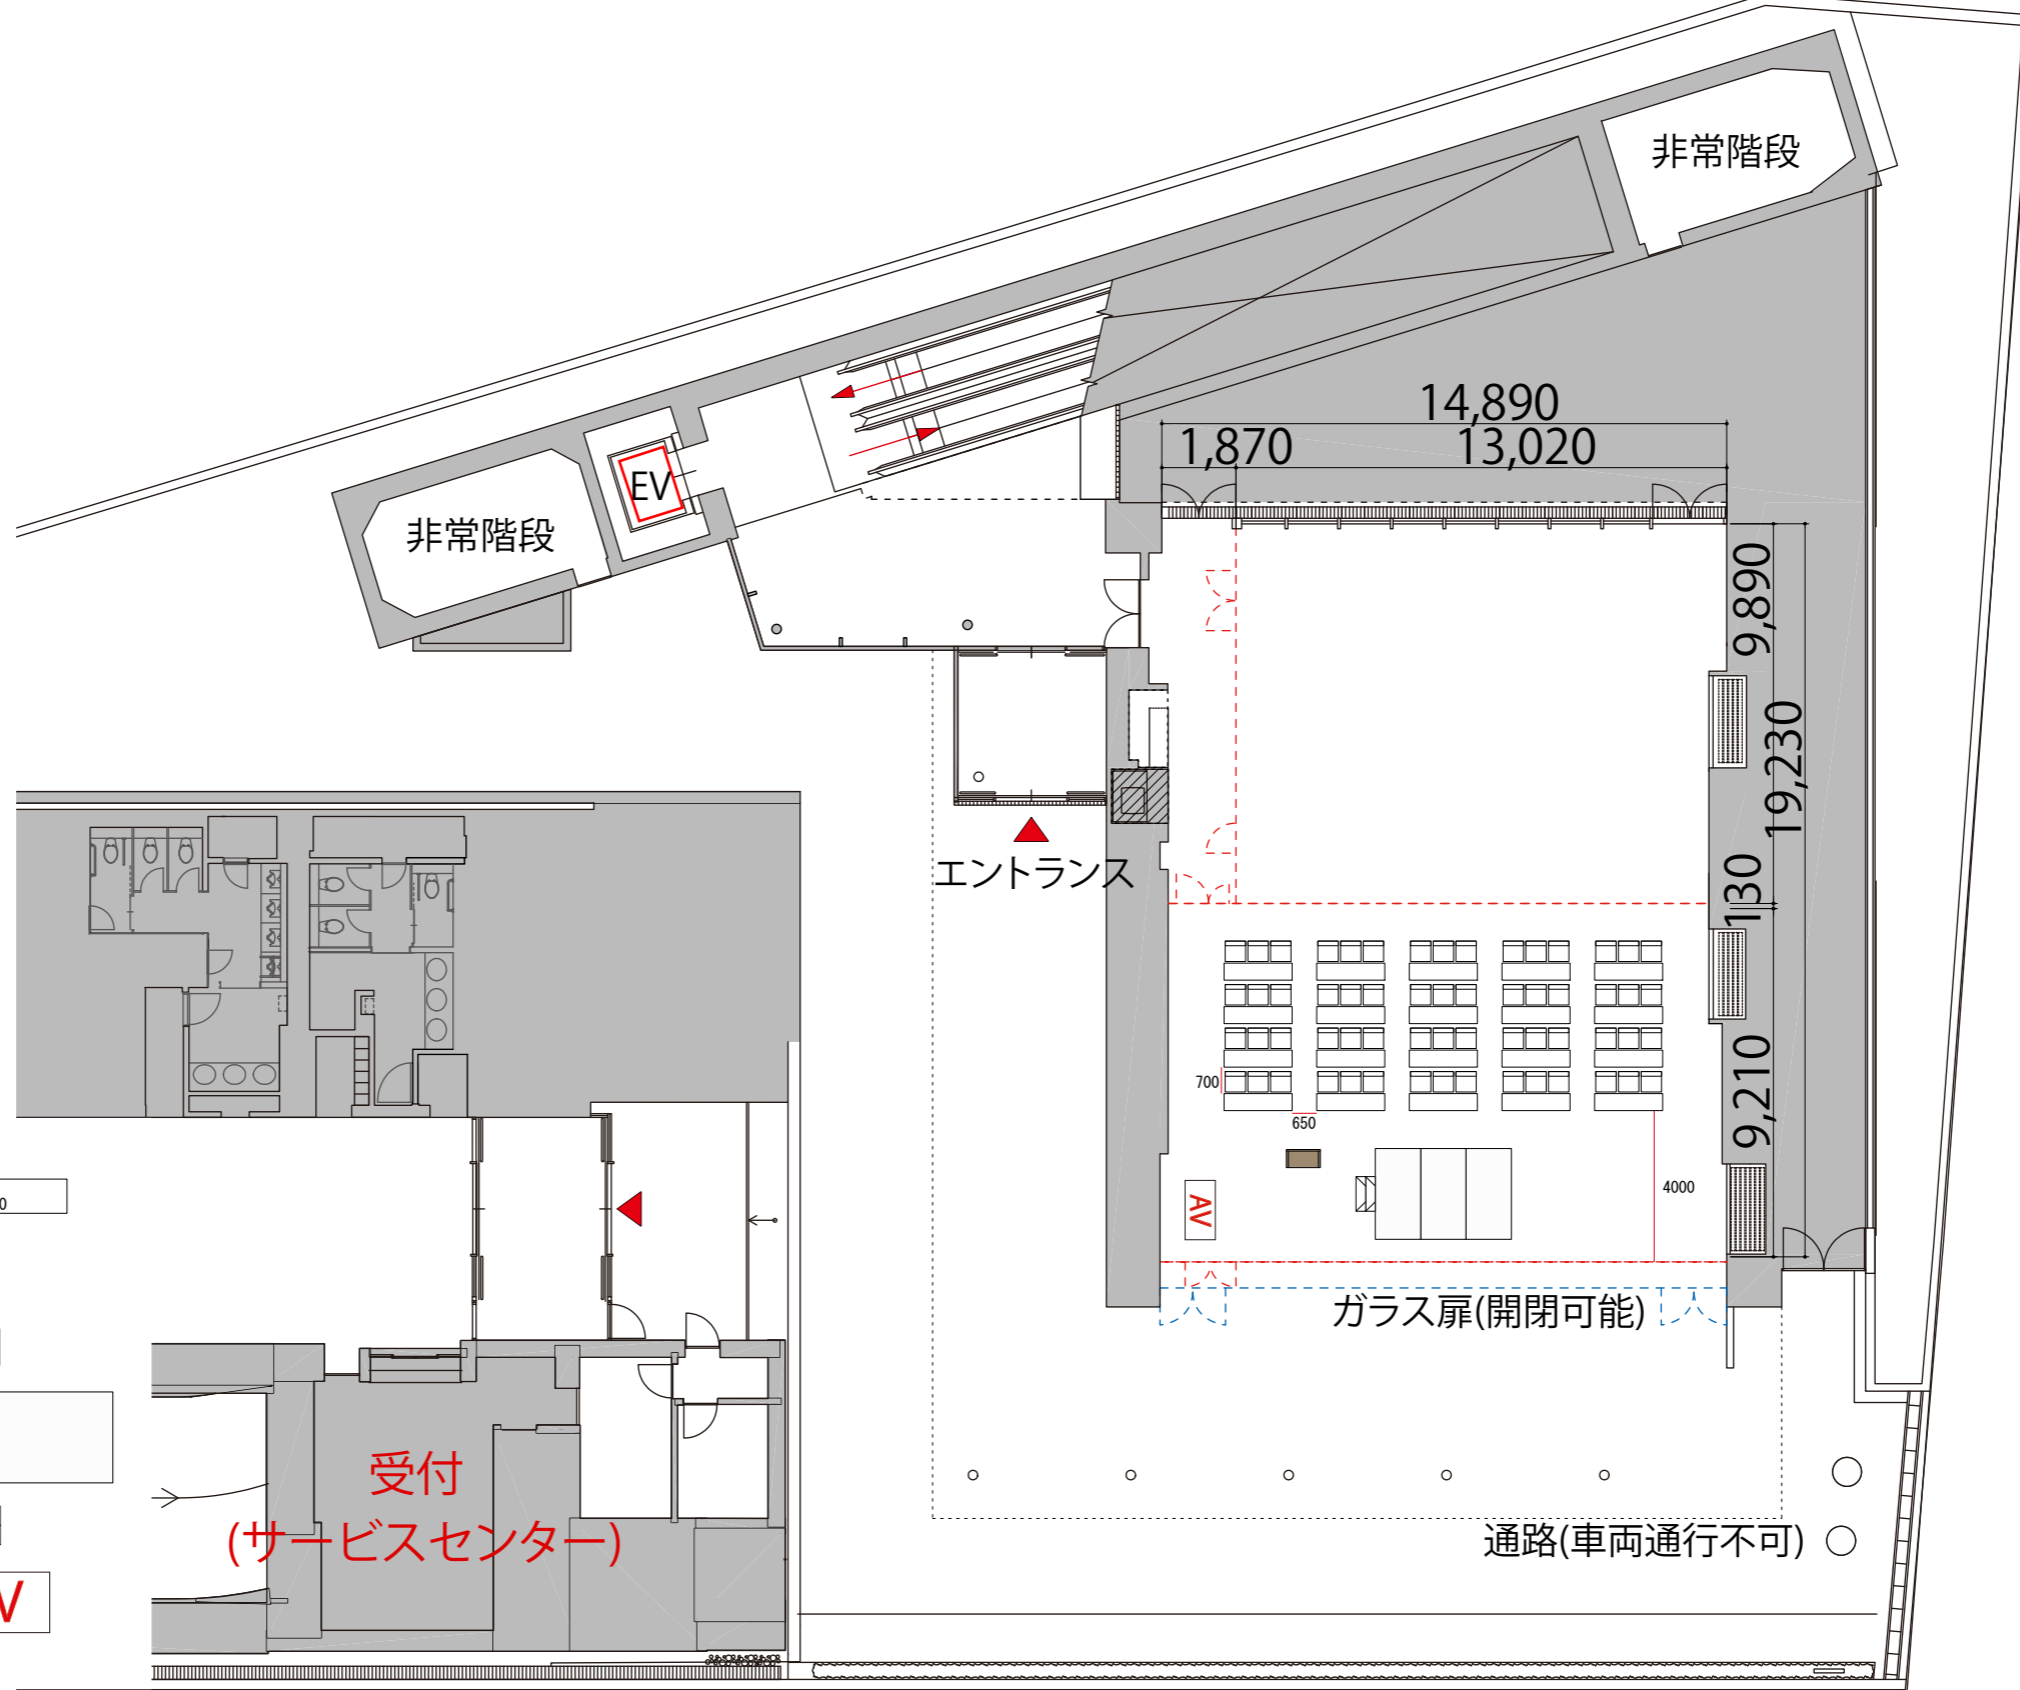 非常階段
14,890
1,870
13,020
EV
非常階段
9,890
19,230
エントランス
130
700
650
9,210
AV
4000
0
ガラス扉(開閉可能)
受付
(サービスセンター)
通路(車両通行不可)
V